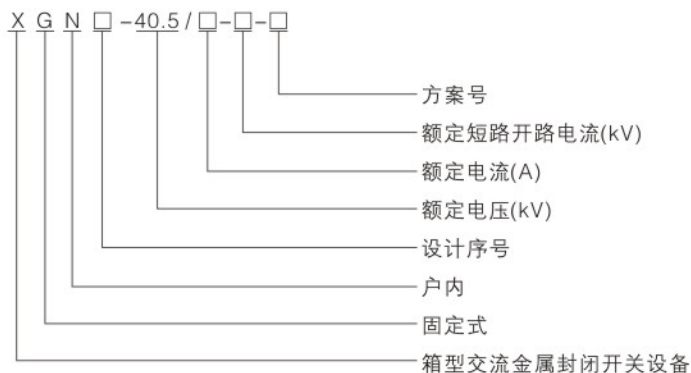 X G N □ -40.5 / □-□-□
方案号
额定短路开路电流(kV)
额定电流(A)
额定电压(kV)
设计序号
户内
固定式
箱型交流金属封闭开关设备